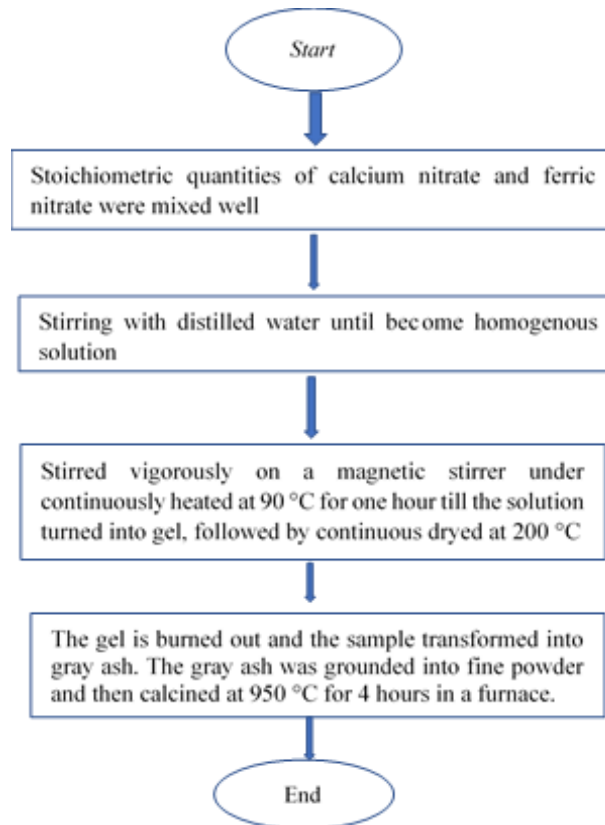 Start
Stoichiometric quantities of calcium nitrate and ferric
nitrate were mixed well
Stirring with distilled water until become homogenous
solution
Stirred vigorously on a magnetic stirrer under
continuously heated at 90 °C for one hour till the solution
turned into gel, followed by continuous dryed at 200 °C
The gel is burned out and the sample transformed into
gray ash. The gray ash was grounded into fine powder
and then calcined at 950 °C for 4 hours in a furnace.
End